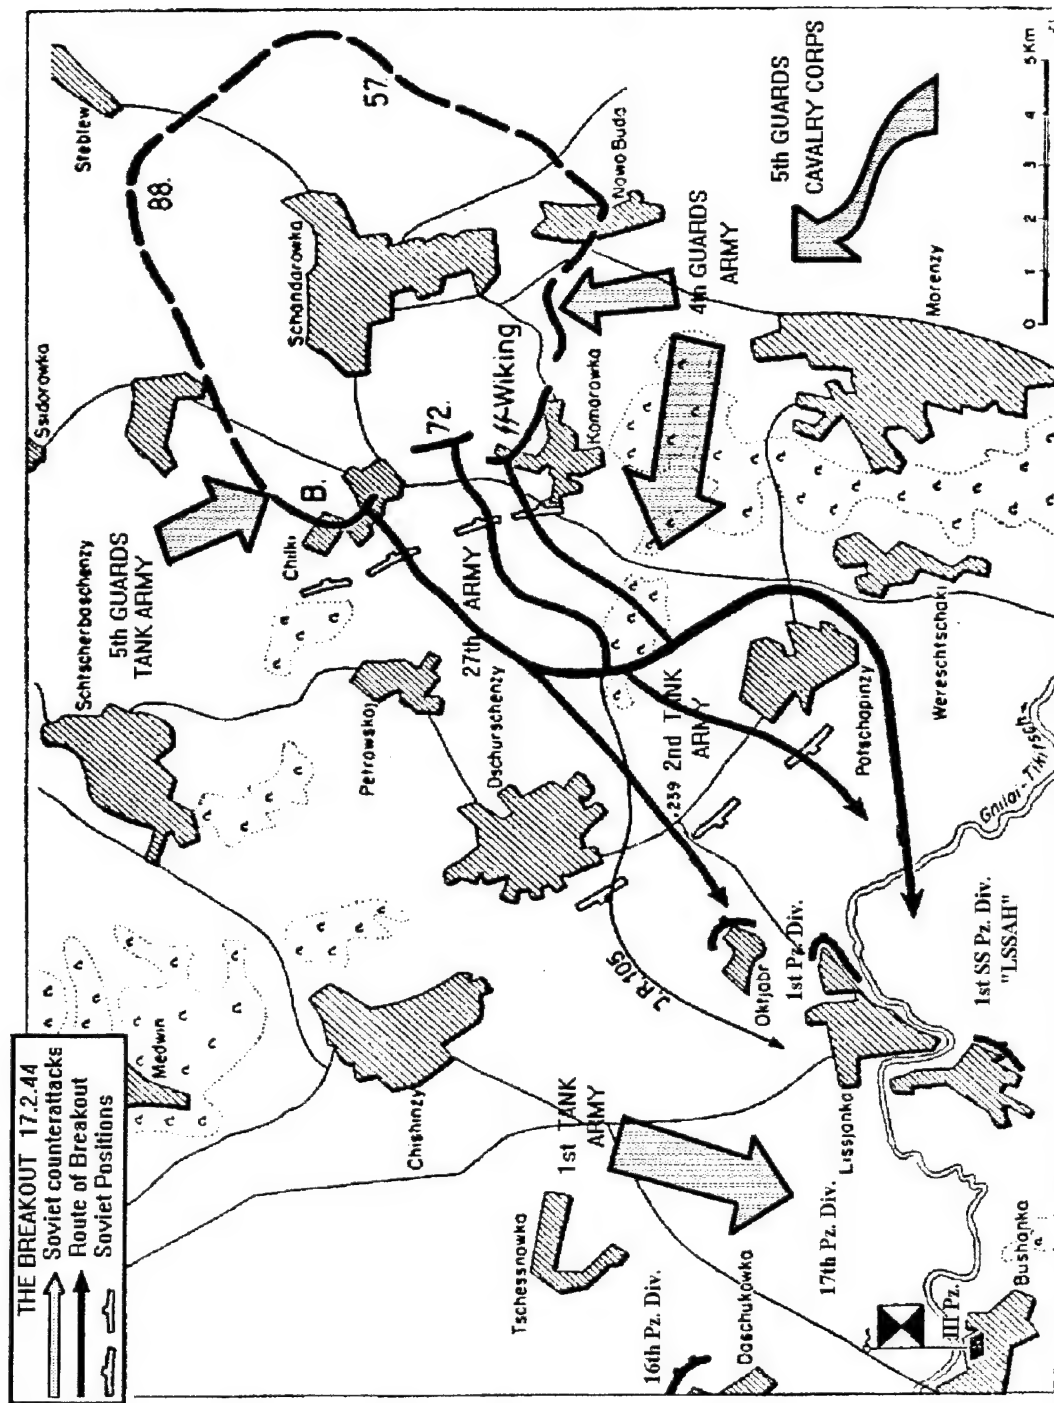 THE BREAKOUT 17.2.44
Soviet counterattacks
Route of Breakout
Soviet Positions
Medwin
Schtscherbaschenzy
5th GUARDS
TANK ARMY
Ssidorowka
Steblew
88.
57.
Chishinzy
Petrowskoj
Dschurschenzy
Chilki
B.
Schandarowka
27th ARMY
72.
SS-Wiking
Komarowka
Nowo Buda
Tschessnowka
1st TANK
ARMY
J.R.105
.239
2nd TANK
ARMY
4th GUARDS
ARMY
16th Pz. Div.
Daschukowka
17th Pz. Div.
Lissjanka
Oktjabr
1st Pz. Div.
Potschapinzy
Wereschtschaki
Morenzy
5th GUARDS
CAVALRY CORPS
Gniloi-Tikitsch
1st SS Pz. Div.
"LSSAH"
III Pz.
Bushanka
0 1 2 3 4 5 Km